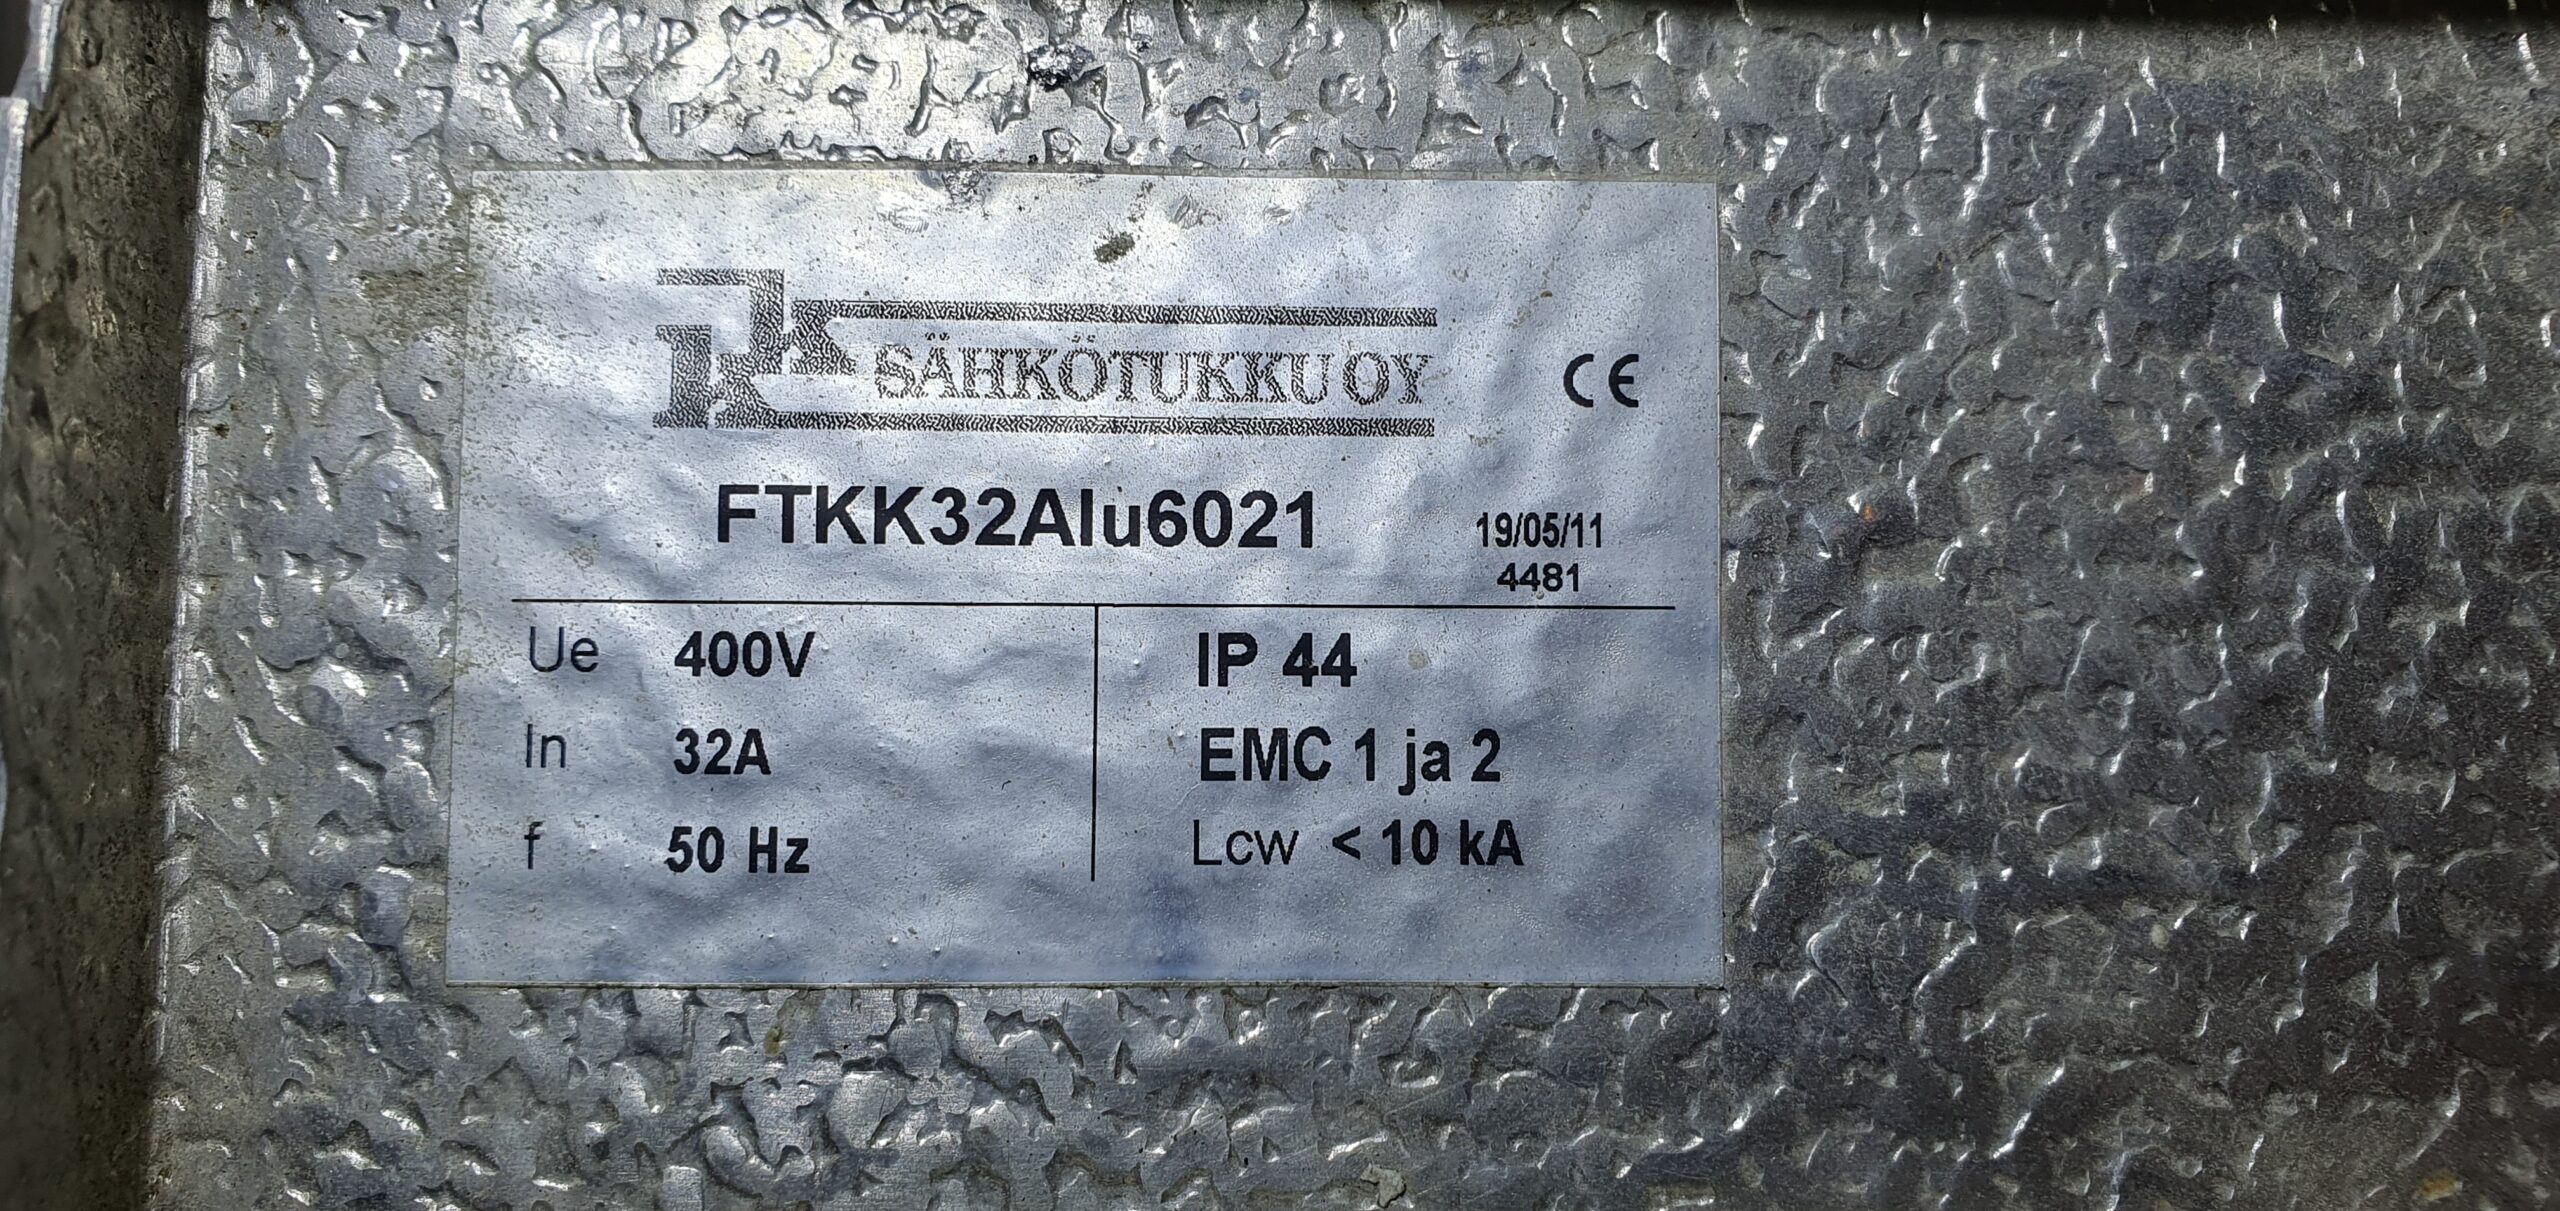 SÄHKÖTUKKU OY
CE
FTKK32Alu6021
19/05/11
4481
Ue 400V
In 32A
f 50 Hz
IP 44
EMC 1 ja 2
Lcw < 10 kA